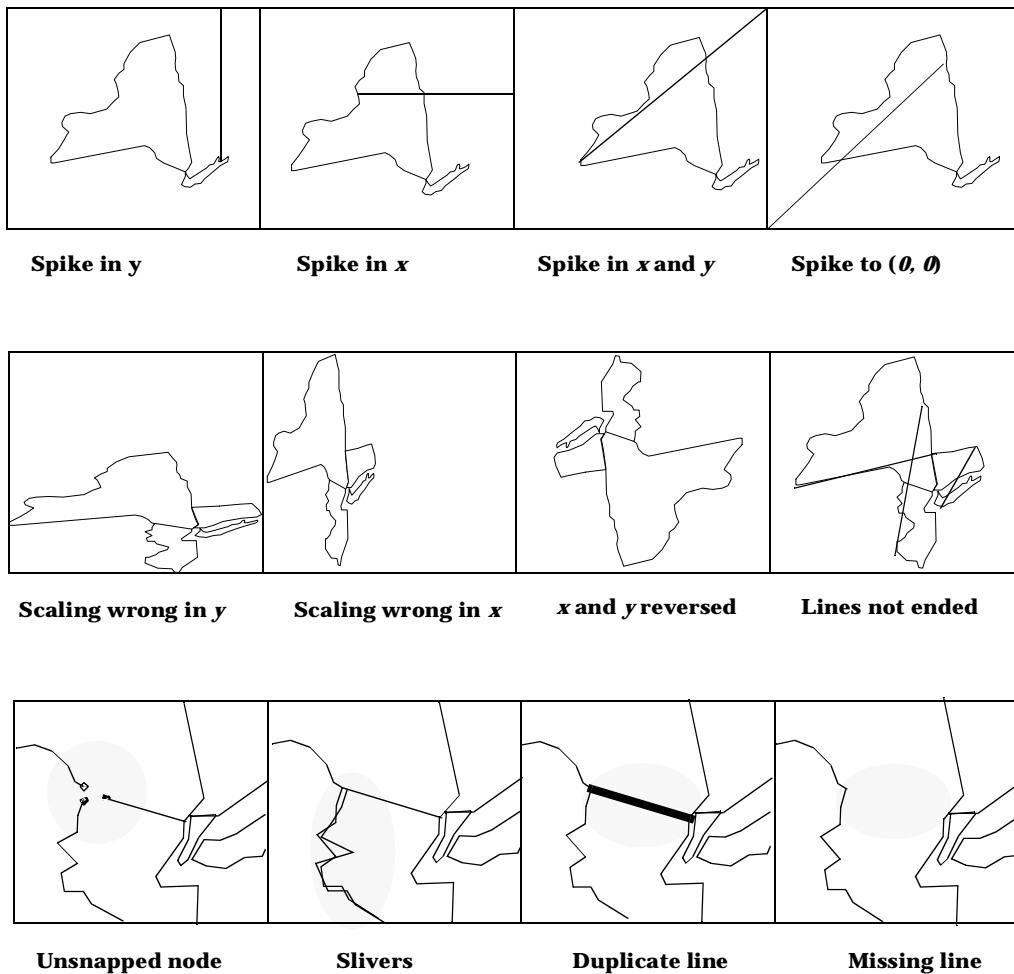 Spike in y
Spike in x
Spike in x and y
Spike to (0, 0)
Scaling wrong in y
Scaling wrong in x
x and y reversed
Lines not ended
Unsnapped node
Slivers
Duplicate line
Missing line